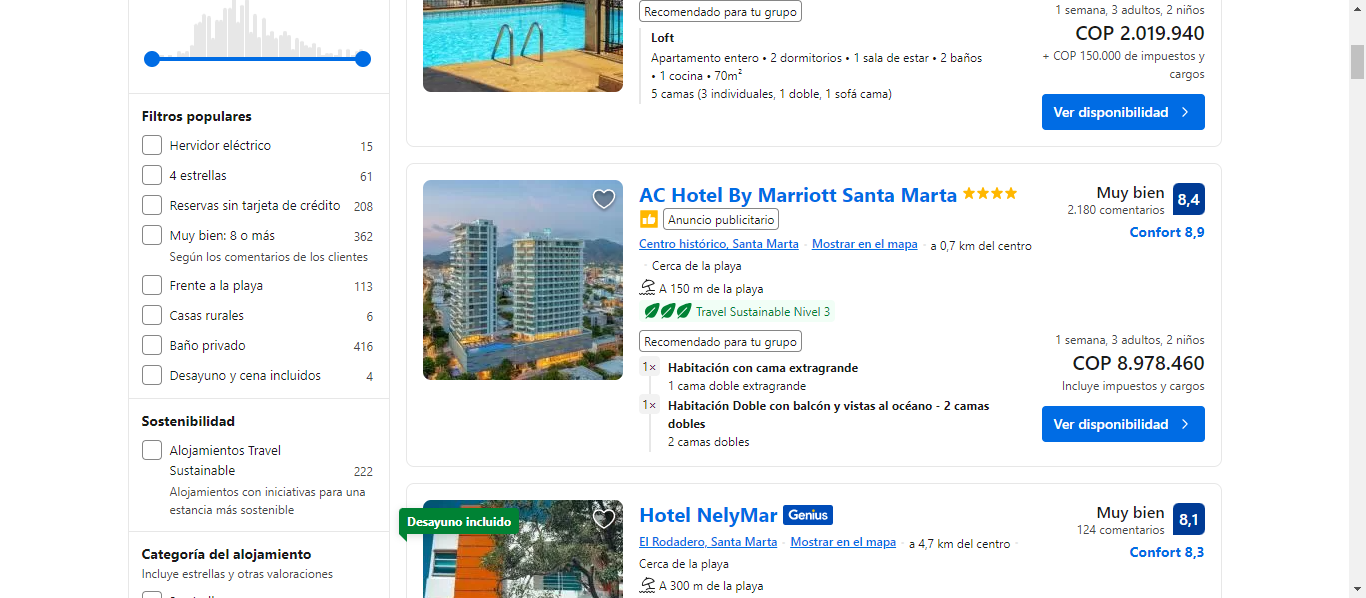 Filtros populares
Hervidor eléctrico 15
4 estrellas 61
Reservas sin tarjeta de crédito 208
Muy bien: 8 o más 362
Según los comentarios de los clientes
Frente a la playa 113
Casas rurales 6
Baño privado 416
Desayuno y cena incluidos 4
Sostenibilidad
Alojamientos Travel
Sustainable 222
Alojamientos con iniciativas para una
estancia más sostenible
Categoría del alojamiento
Incluye estrellas y otras valoraciones
Recomendado para tu grupo
Loft
Apartamento entero • 2 dormitorios • 1 sala de estar • 2 baños
• 1 cocina • 70m²
5 camas (3 individuales, 1 doble, 1 sofá cama)
1 semana, 3 adultos, 2 niños
COP 2.019.940
+ COP 150.000 de impuestos y
cargos
Ver disponibilidad
AC Hotel By Marriott Santa Marta
Anuncio publicitario
Centro histórico, Santa Marta · Mostrar en el mapa · a 0,7 km del centro
· Cerca de la playa
A 150 m de la playa
Travel Sustainable Nivel 3
Muy bien 8,4
2.180 comentarios
Confort 8,9
Recomendado para tu grupo
1× Habitación con cama extragrande
1 cama doble extragrande
1× Habitación Doble con balcón y vistas al océano - 2 camas
dobles
2 camas dobles
1 semana, 3 adultos, 2 niños
COP 8.978.460
Incluye impuestos y cargos
Ver disponibilidad
Desayuno incluido
Hotel NelyMar Genius
El Rodadero, Santa Marta · Mostrar en el mapa · a 4,7 km del centro ·
Cerca de la playa
A 300 m de la playa
Muy bien 8,1
124 comentarios
Confort 8,3